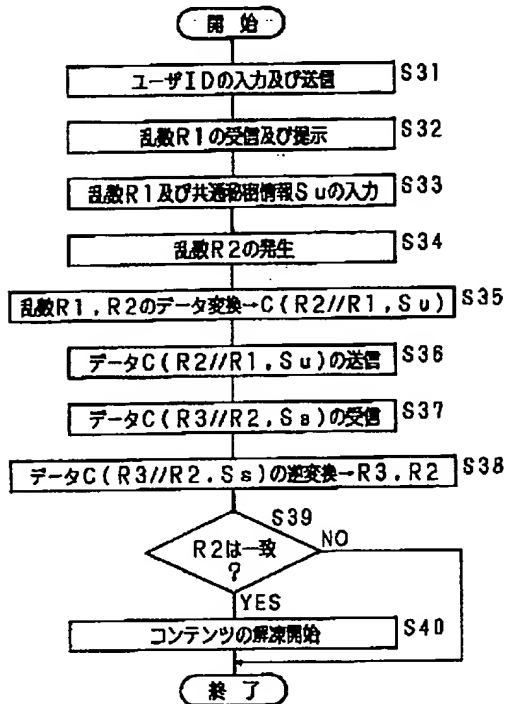 開 始
ユーザIDの入力及び送信 S31
乱数R1の受信及び提示 S32
乱数R1及び共通秘密情報Suの入力 S33
乱数R2の発生 S34
乱数R1,R2のデータ変換→C(R2//R1,Su) S35
データC(R2//R1,Su)の送信 S36
データC(R3//R2,Ss)の受信 S37
データC(R3//R2,Ss)の逆変換→R3,R2 S38
S39
R2は一致 NO
?
YES
コンテンツの解凍開始 S40
終 了